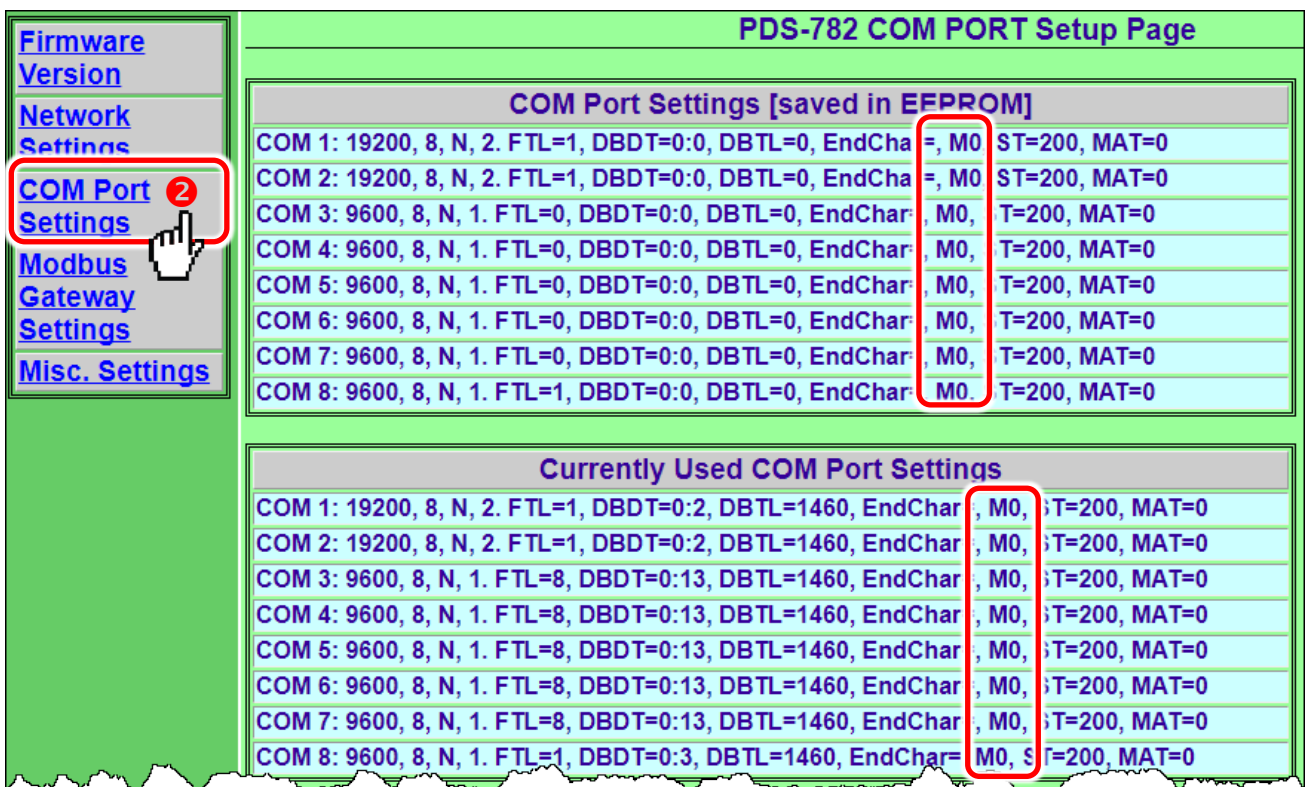 Firmware
Version
Network
Settings
COM Port
Settings
2
Modbus
Gateway
Settings
Misc. Settings
PDS-782 COM PORT Setup Page
COM Port Settings [saved in EEPROM]
COM 1: 19200, 8, N, 2. FTL=1, DBDT=0:0, DBTL=0, EndChar=, M0, ST=200, MAT=0
COM 2: 19200, 8, N, 2. FTL=1, DBDT=0:0, DBTL=0, EndChar=, M0, ST=200, MAT=0
COM 3: 9600, 8, N, 1. FTL=0, DBDT=0:0, DBTL=0, EndChar=, M0, ST=200, MAT=0
COM 4: 9600, 8, N, 1. FTL=0, DBDT=0:0, DBTL=0, EndChar=, M0, ST=200, MAT=0
COM 5: 9600, 8, N, 1. FTL=0, DBDT=0:0, DBTL=0, EndChar=, M0, ST=200, MAT=0
COM 6: 9600, 8, N, 1. FTL=0, DBDT=0:0, DBTL=0, EndChar=, M0, ST=200, MAT=0
COM 7: 9600, 8, N, 1. FTL=0, DBDT=0:0, DBTL=0, EndChar=, M0, ST=200, MAT=0
COM 8: 9600, 8, N, 1. FTL=1, DBDT=0:0, DBTL=0, EndChar=, M0, ST=200, MAT=0
Currently Used COM Port Settings
COM 1: 19200, 8, N, 2. FTL=1, DBDT=0:2, DBTL=1460, EndChar=, M0, ST=200, MAT=0
COM 2: 19200, 8, N, 2. FTL=1, DBDT=0:2, DBTL=1460, EndChar=, M0, ST=200, MAT=0
COM 3: 9600, 8, N, 1. FTL=8, DBDT=0:13, DBTL=1460, EndChar=, M0, ST=200, MAT=0
COM 4: 9600, 8, N, 1. FTL=8, DBDT=0:13, DBTL=1460, EndChar=, M0, ST=200, MAT=0
COM 5: 9600, 8, N, 1. FTL=8, DBDT=0:13, DBTL=1460, EndChar=, M0, ST=200, MAT=0
COM 6: 9600, 8, N, 1. FTL=8, DBDT=0:13, DBTL=1460, EndChar=, M0, ST=200, MAT=0
COM 7: 9600, 8, N, 1. FTL=8, DBDT=0:13, DBTL=1460, EndChar=, M0, ST=200, MAT=0
COM 8: 9600, 8, N, 1. FTL=1, DBDT=0:3, DBTL=1460, EndChar=, M0, ST=200, MAT=0